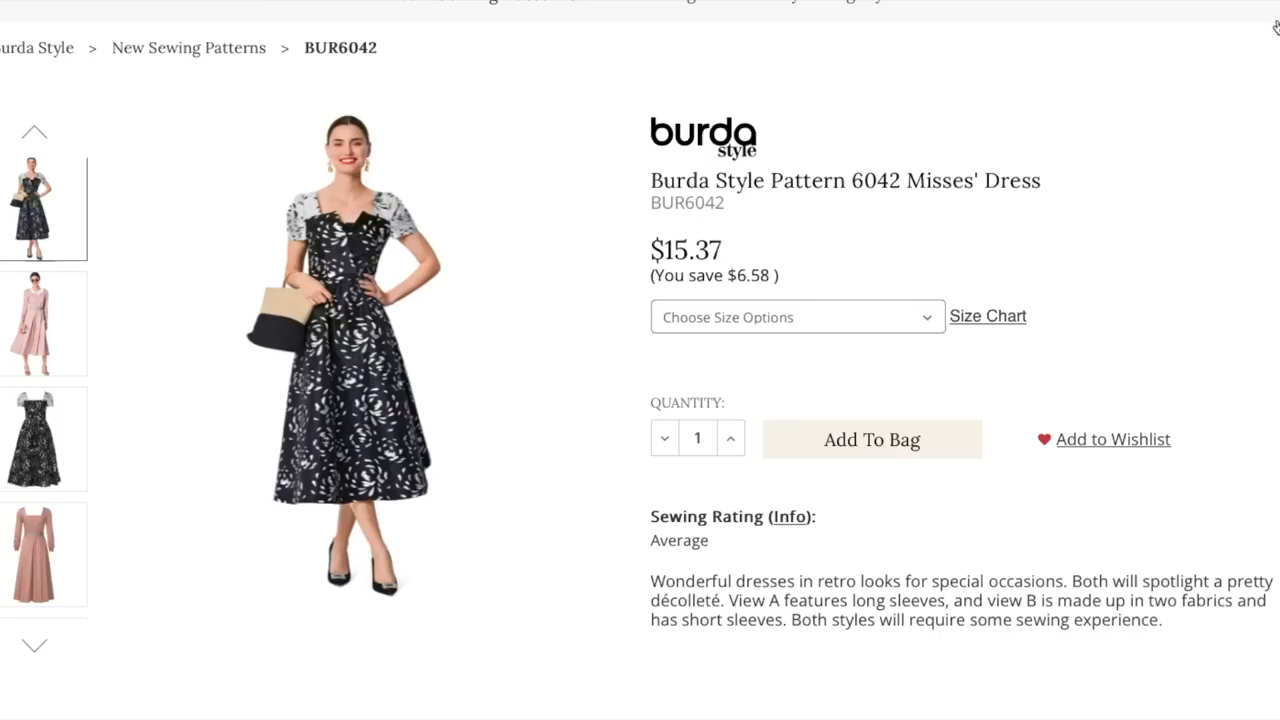 urda Style > New Sewing Patterns > BUR6042
burda
style
Burda Style Pattern 6042 Misses' Dress
BUR6042
$15.37
(You save $6.58 )
Choose Size Options
Size Chart
QUANTITY:
1
Add To Bag
Add to Wishlist
Sewing Rating (Info):
Average
Wonderful dresses in retro looks for special occasions. Both will spotlight a pretty
décolleté. View A features long sleeves, and view B is made up in two fabrics and
has short sleeves. Both styles will require some sewing experience.